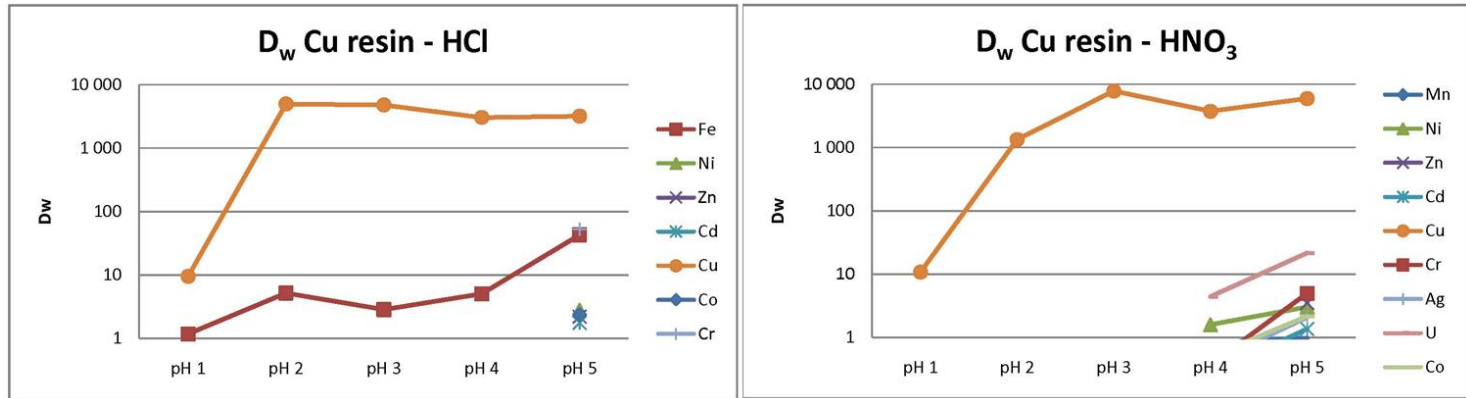 D_w Cu resin - HCl
10 000
1 000
100
10
1
Dw
pH 1 pH 2 pH 3 pH 4 pH 5
Fe
Ni
Zn
Cd
Cu
Co
Cr
D_w Cu resin - HNO₃
10 000
1 000
100
10
1
Dw
pH 1 pH 2 pH 3 pH 4 pH 5
Mn
Ni
Zn
Cd
Cu
Cr
Ag
U
Co